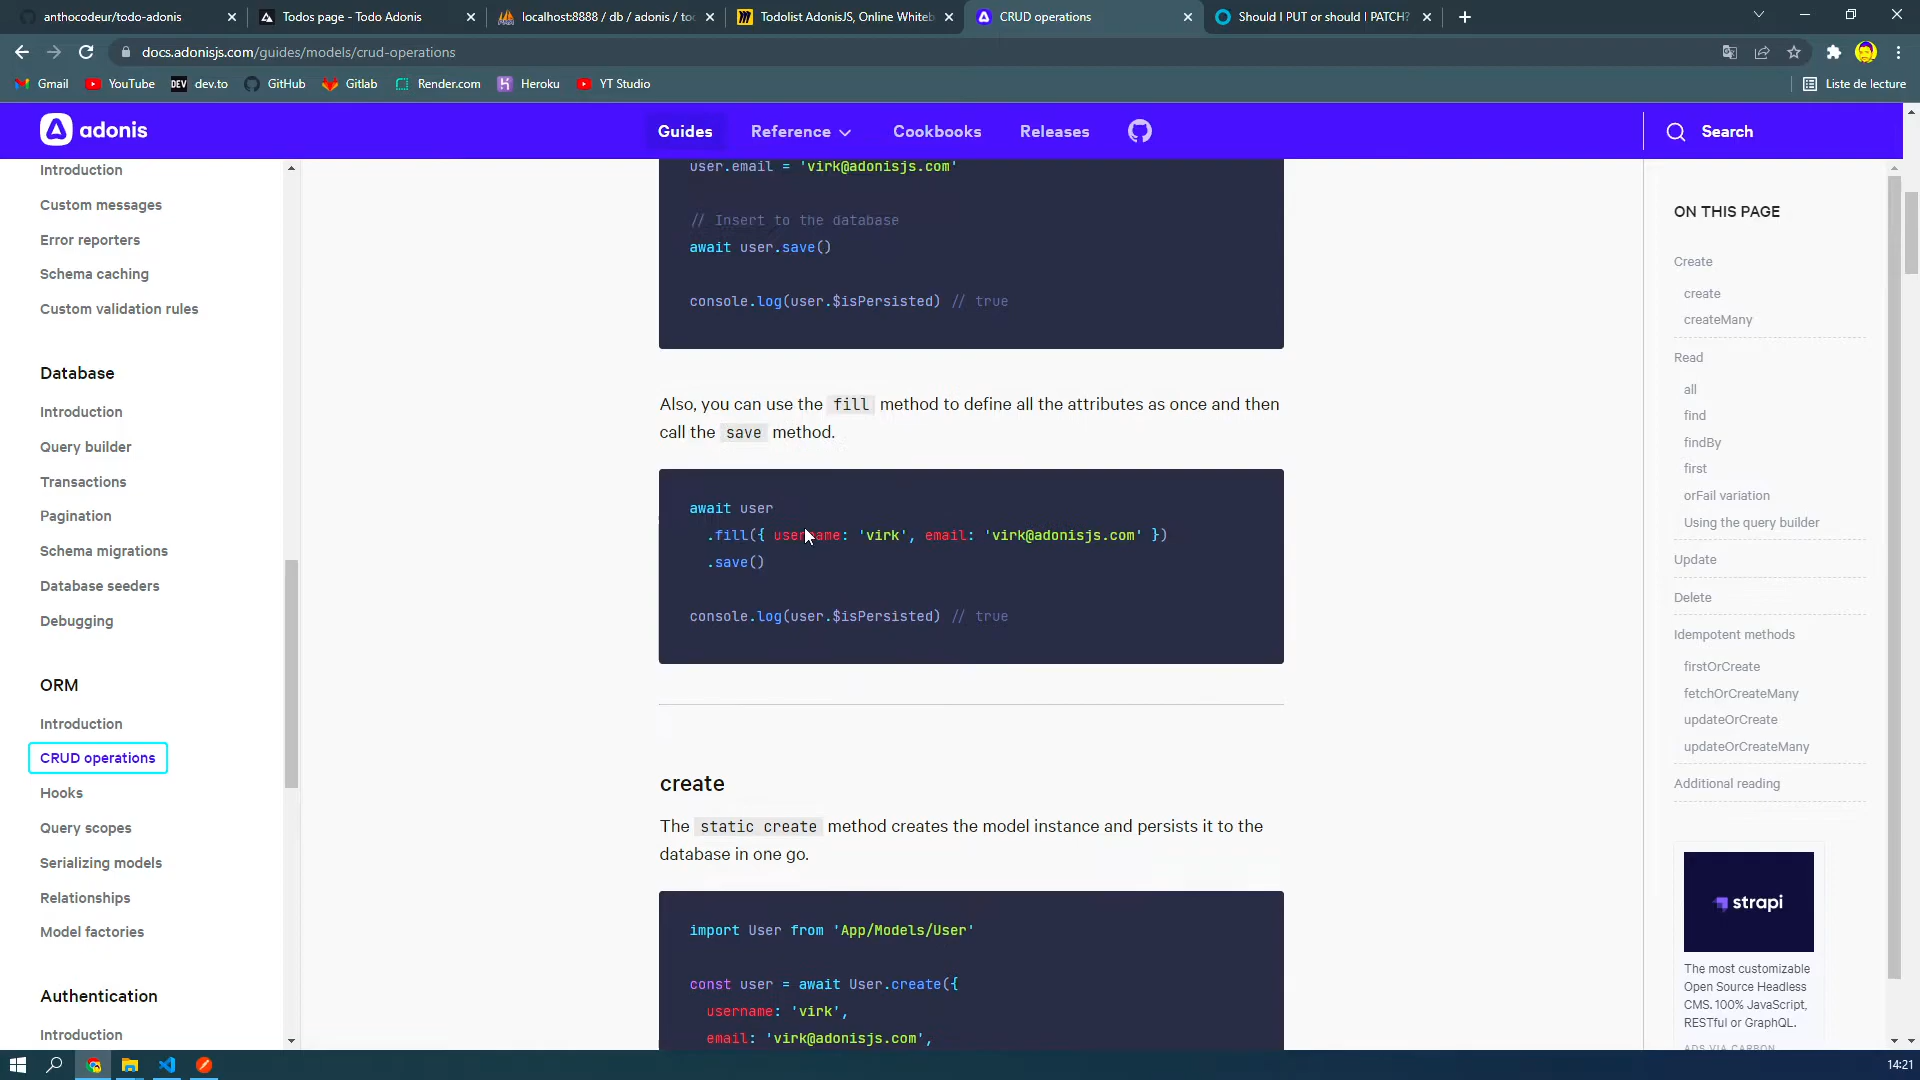 anthocodeur/todo-adonis
Todos page - Todo Adonis
localhost:8888 / db / adonis / toc
Todolist AdonisJS, Online Whiteb
CRUD operations
Should I PUT or should I PATCH?
docs.adonisjs.com/guides/models/crud-operations
Gmail
YouTube
DEV dev.to
GitHub
Gitlab
Render.com
Heroku
YT Studio
Liste de lecture
adonis
Guides
Reference
Cookbooks
Releases
Search
Introduction
Custom messages
Error reporters
Schema caching
Custom validation rules
Database
Introduction
Query builder
Transactions
Pagination
Schema migrations
Database seeders
Debugging
ORM
Introduction
CRUD operations
Hooks
Query scopes
Serializing models
Relationships
Model factories
Authentication
Introduction
user.email = 'virk@adonisjs.com'
// Insert to the database
await user.save()
console.log(user.$isPersisted) // true
Also, you can use the fill method to define all the attributes as once and then
call the save method.
await user
.fill({ username: 'virk', email: 'virk@adonisjs.com' })
.save()
console.log(user.$isPersisted) // true
create
The static create method creates the model instance and persists it to the
database in one go.
import User from 'App/Models/User'
const user = await User.create({
username: 'virk',
email: 'virk@adonisjs.com',
ON THIS PAGE
Create
create
createMany
Read
all
find
findBy
first
orFail variation
Using the query builder
Update
Delete
Idempotent methods
firstOrCreate
fetchOrCreateMany
updateOrCreate
updateOrCreateMany
Additional reading
strapi
The most customizable
Open Source Headless
CMS. 100% JavaScript,
RESTful or GraphQL.
ADS VIA CARBON
14:21